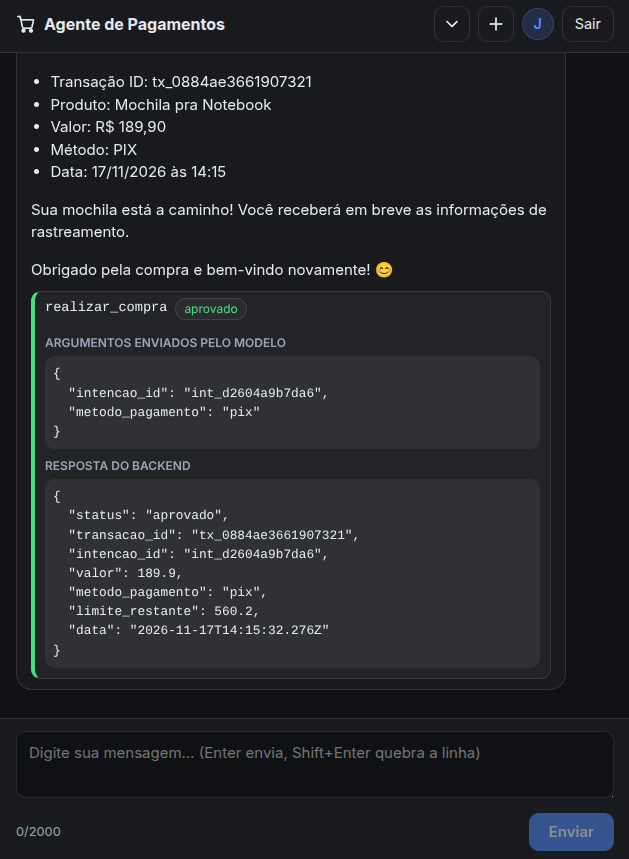 Agente de Pagamentos
J
Sair
• Transação ID: tx_0884ae3661907321
• Produto: Mochila pra Notebook
• Valor: R$ 189,90
• Método: PIX
• Data: 17/11/2026 às 14:15
Sua mochila está a caminho! Você receberá em breve as informações de
rastreamento.
Obrigado pela compra e bem-vindo novamente! 😊
realizar_compra aprovado
ARGUMENTOS ENVIADOS PELO MODELO
{
  "intencao_id": "int_d2604a9b7da6",
  "metodo_pagamento": "pix"
}
RESPOSTA DO BACKEND
{
  "status": "aprovado",
  "transacao_id": "tx_0884ae3661907321",
  "intencao_id": "int_d2604a9b7da6",
  "valor": 189.9,
  "metodo_pagamento": "pix",
  "limite_restante": 560.2,
  "data": "2026-11-17T14:15:32.276Z"
}
Digite sua mensagem... (Enter envia, Shift+Enter quebra a linha)
0/2000
Enviar